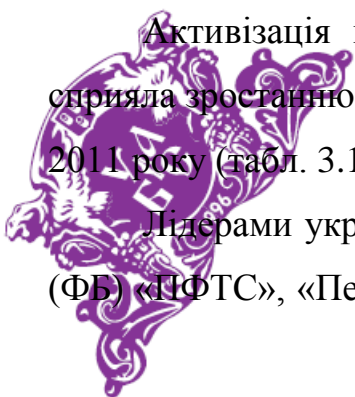 Активізація
сприяла зростанню
2011 року (табл. 3.1
Лідерами укр
(ФБ) «ПФТС», «Пе